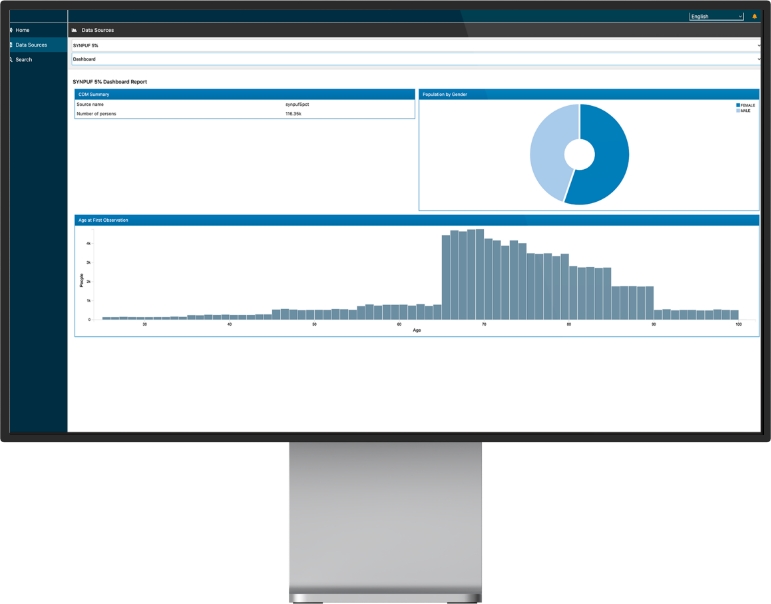 English
Home
Data Sources
Data Sources
SYNPUF 5%
Search
Dashboard
SYNPUF 5% Dashboard Report
CDM Summary
Source name synpuf5pct
Number of persons 116.35k
Population by Gender
FEMALE
MALE
Age at First Observation
4k
3k
2k
1k
0
People
30 40 50 60 70 80 90 100
Age